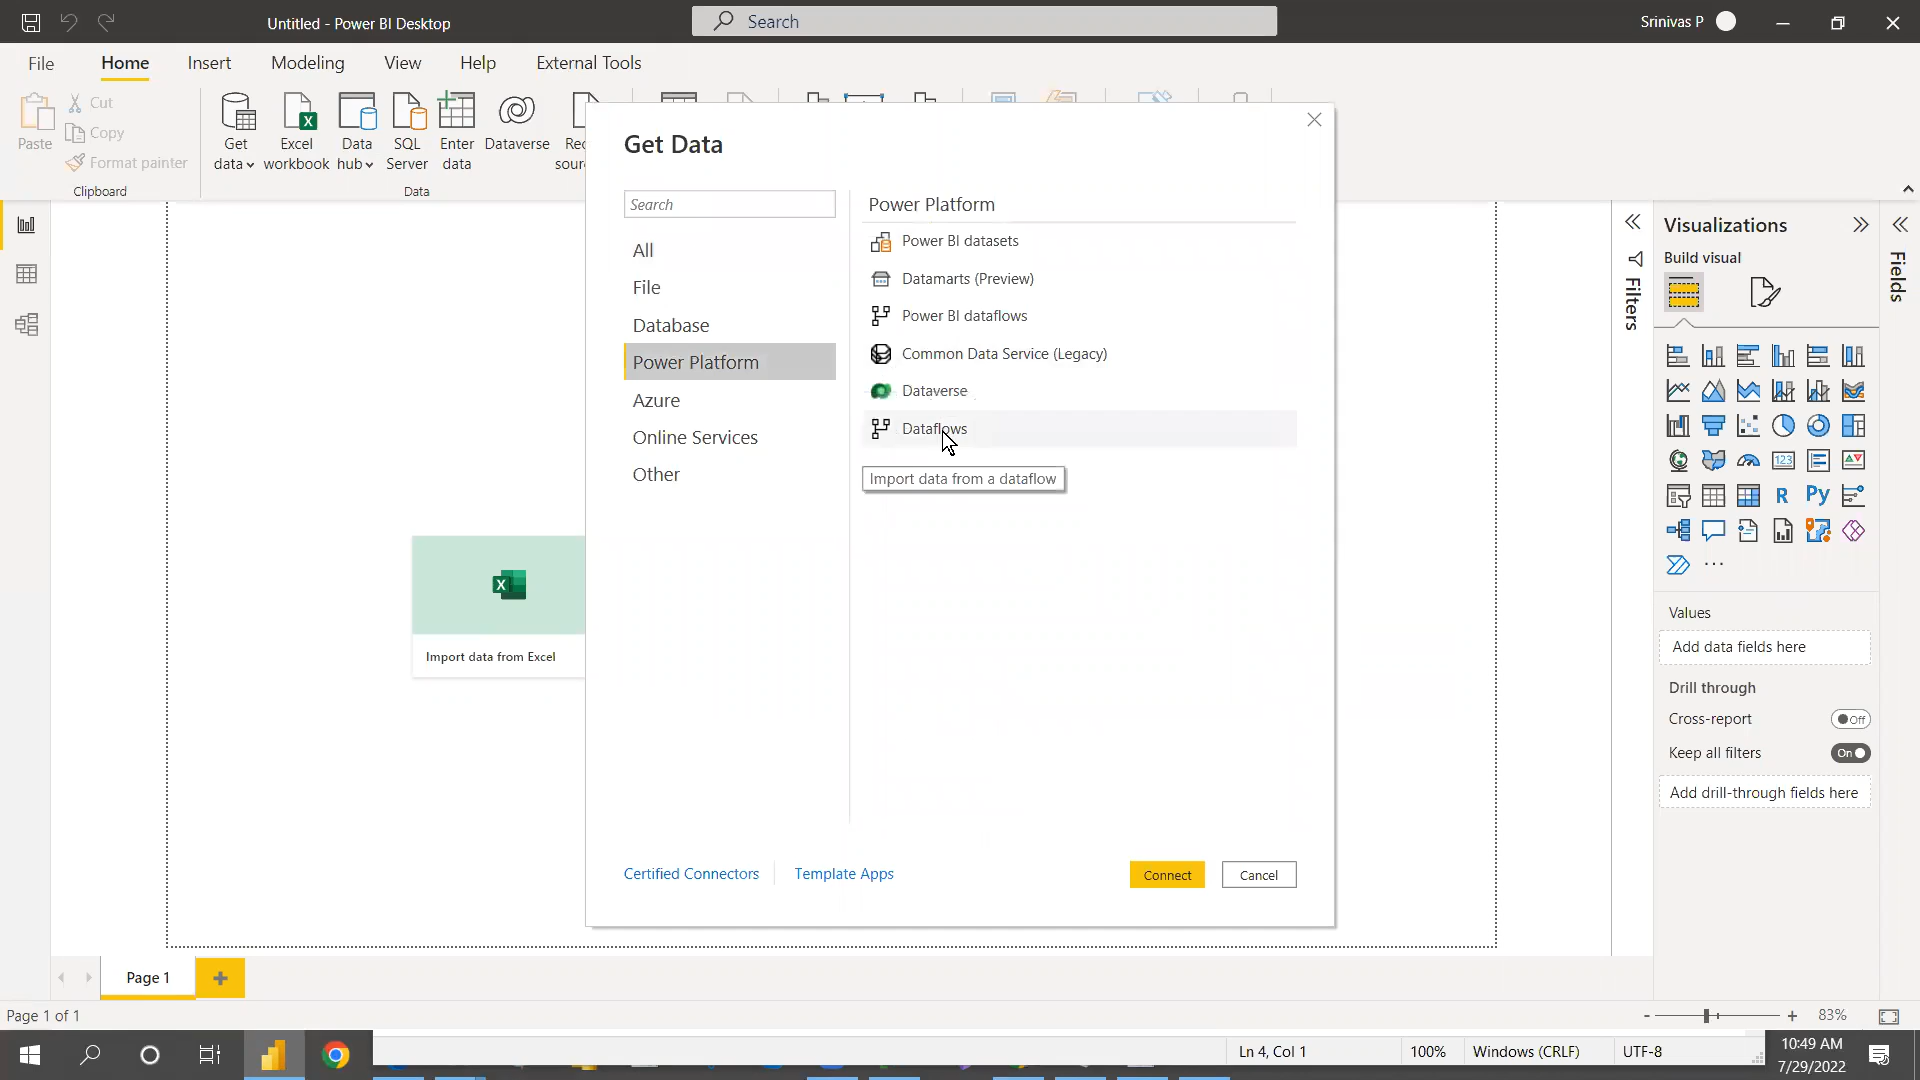 Untitled - Power BI Desktop
Search
Srinivas P
File
Home
Insert
Modeling
View
Help
External Tools
Paste
Cut
Copy
Format painter
Clipboard
Get data
Excel workbook
Data hub
SQL Server
Enter data
Dataverse
Data
Get Data
Search
All
File
Database
Power Platform
Azure
Online Services
Other
Power Platform
Power BI datasets
Datamarts (Preview)
Power BI dataflows
Common Data Service (Legacy)
Dataverse
Dataflows
Import data from a dataflow
Certified Connectors
Template Apps
Connect
Cancel
Import data from Excel
Filters
Visualizations
Build visual
123
R
Py
Values
Add data fields here
Drill through
Cross-report
Off
Keep all filters
On
Add drill-through fields here
Fields
Page 1
Page 1 of 1
83%
Ln 4, Col 1
100%
Windows (CRLF)
UTF-8
10:49 AM
7/29/2022